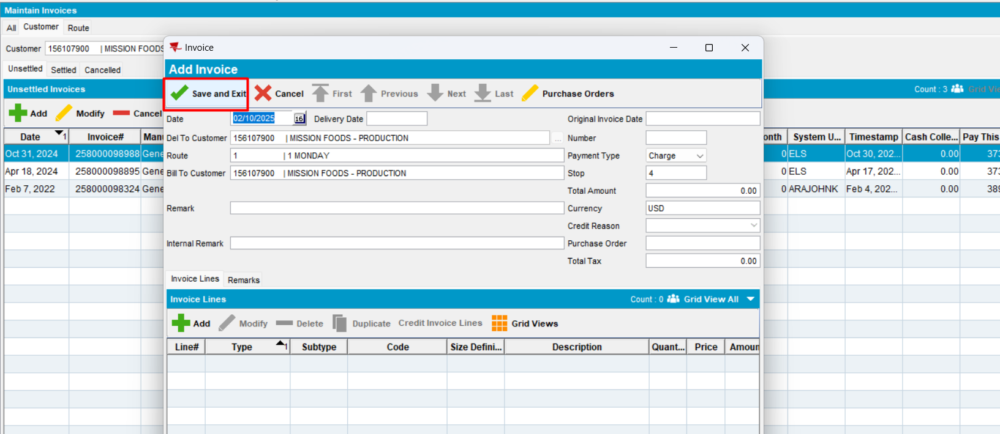 Maintain Invoices
All Customer Route
Customer 156107900 | MISSION FOODS
Unsettled Settled Cancelled
Unsettled Invoices
Add Modify Cancel
Date 1 Invoice#
Oct 31, 2024 258000098988 Gene
Apr 18, 2024 258000098895 Gene
Feb 7, 2022 258000098324 Gene
Invoice
Add Invoice
Save and Exit Cancel First Previous Next Last Purchase Orders
Date 02/10/2025 16 Delivery Date Original Invoice Date
Del To Customer 156107900 | MISSION FOODS - PRODUCTION ... Number
Route 1 | 1 MONDAY Payment Type Charge
Bill To Customer 156107900 | MISSION FOODS - PRODUCTION Stop 4
Total Amount 0.00
Remark Currency USD
Credit Reason
Internal Remark Purchase Order
Total Tax 0.00
Invoice Lines Remarks
Invoice Lines Count : 0 Grid View All
Add Modify Delete Duplicate Credit Invoice Lines Grid Views
Line# Type 1 Subtype Code Size Defini... Description Quant... Price Amoun
Count : 3 Grid Vie
onth System U... Timestamp Cash Colle... Pay This
0 ELS Oct 30, 202... 0.00 373
0 ELS Apr 17, 202... 0.00 373
0 ARAJOHNK Feb 4, 202... 0.00 389